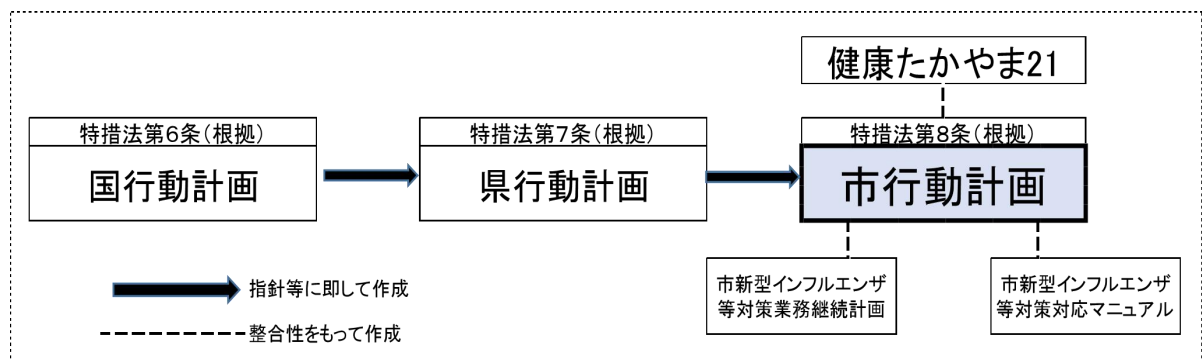 健康たかやま21
特措法第6条(根拠)
国行動計画
特措法第7条(根拠)
県行動計画
特措法第8条(根拠)
市行動計画
市新型インフルエンザ
等対策業務継続計画
市新型インフルエンザ
等対策対応マニュアル
指針等に即して作成
整合性をもって作成